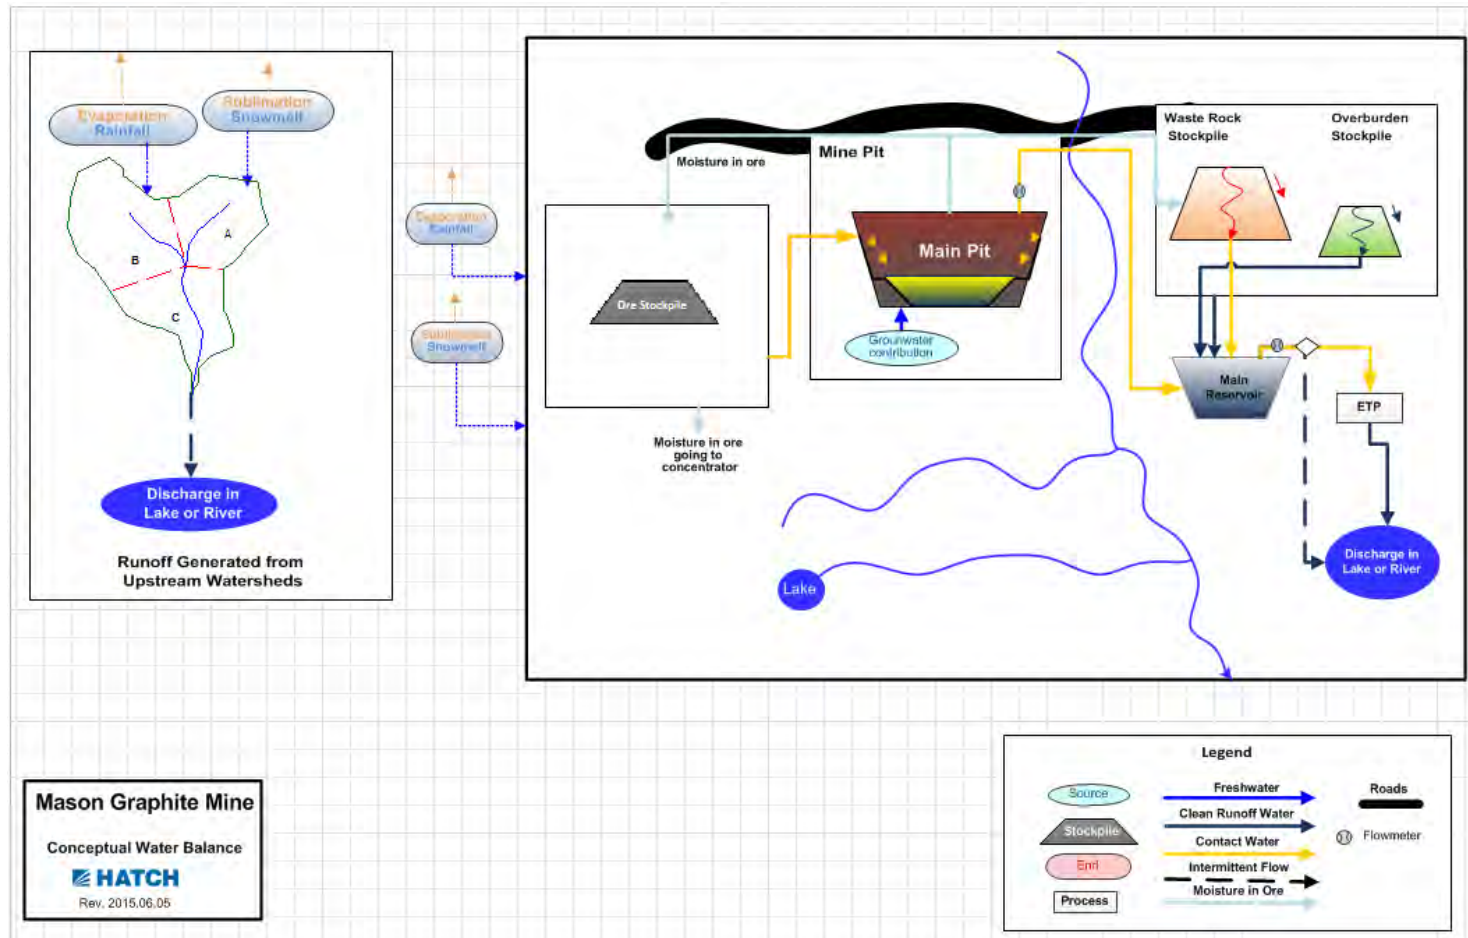 Evaporation
Rainfall
Sublimation
Snowmelt
A
B
C
Discharge in
Lake or River
Runoff Generated from
Upstream Watersheds
Evaporation
Rainfall
Sublimation
Snowmelt
Moisture in ore
Ore Stockpile
Moisture in ore
going to
concentrator
Mine Pit
Main Pit
Grounwater
contribution
Waste Rock
Stockpile
Overburden
Stockpile
Main
Reservoir
ETP
Discharge in
Lake or River
Lake
Mason Graphite Mine
Conceptual Water Balance
HATCH
Rev. 2015.06.05
Legend
Source
Stockpile
Process
Freshwater
Clean Runoff Water
Contact Water
Intermittent Flow
Moisture in Ore
Roads
Flowmeter